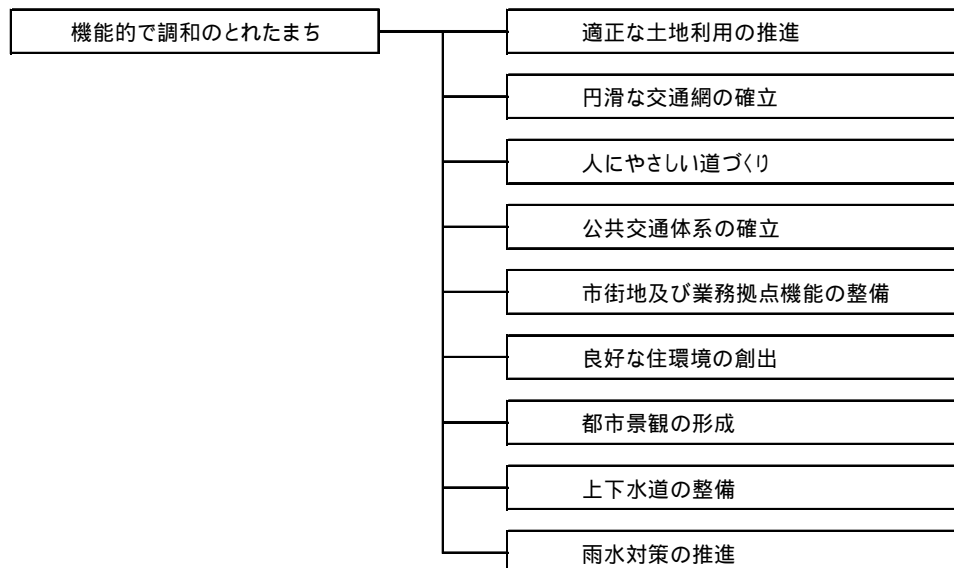 機能的で調和のとれたまち
適正な土地利用の推進
円滑な交通網の確立
人にやさしい道づくり
公共交通体系の確立
市街地及び業務拠点機能の整備
良好な住環境の創出
都市景観の形成
上下水道の整備
雨水対策の推進